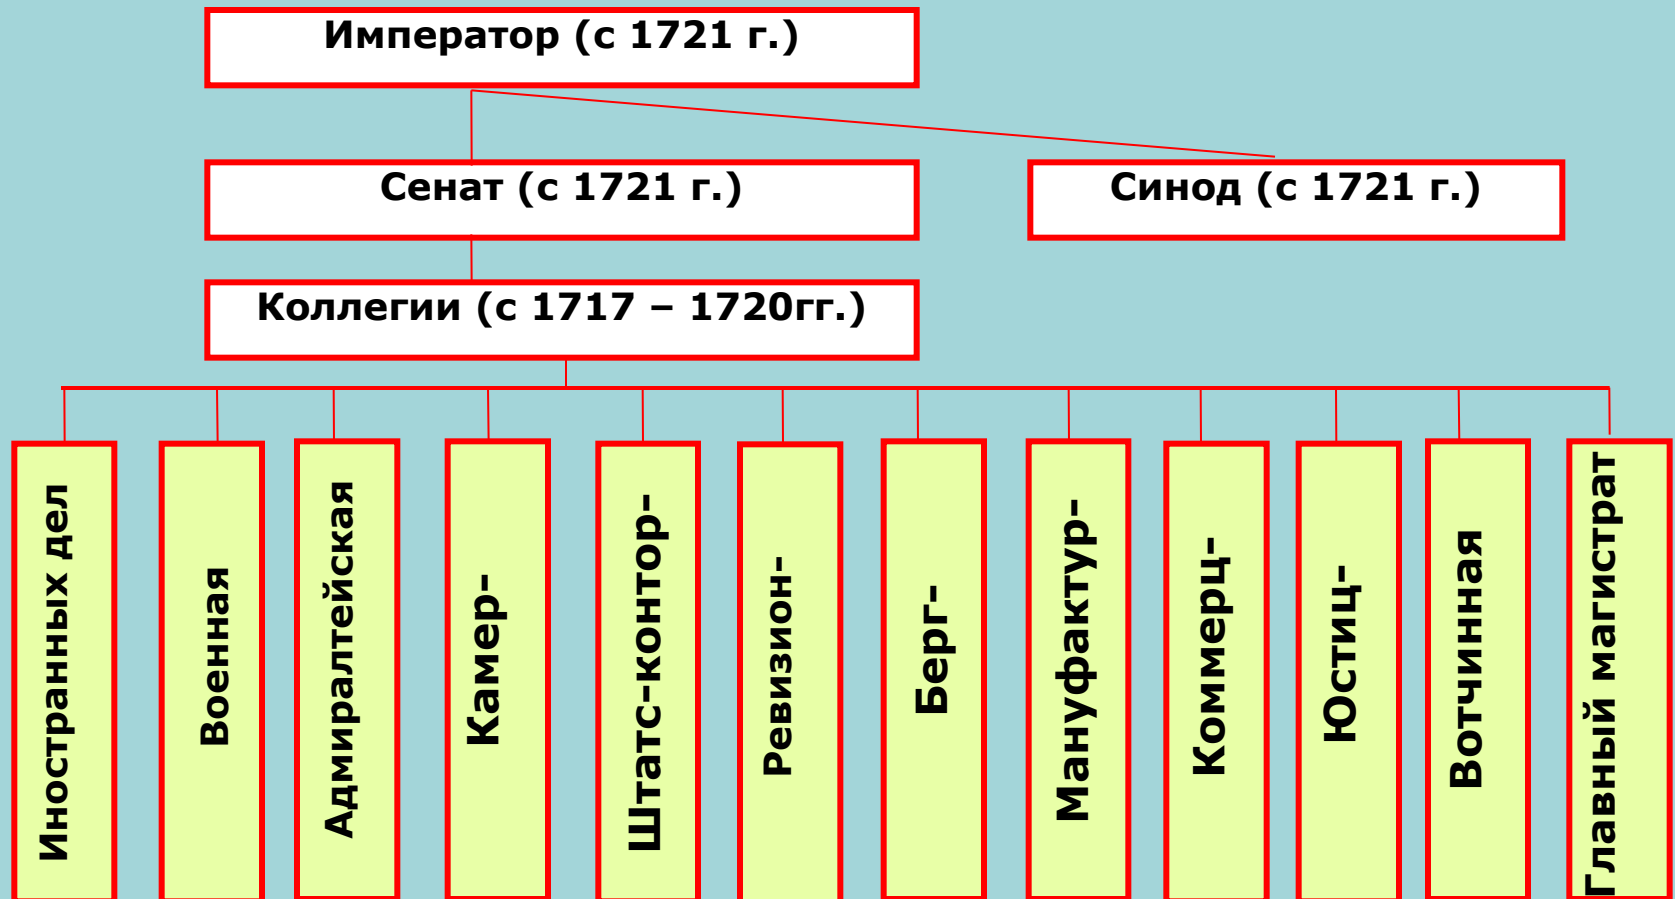 Император (с 1721 г.)
Сенат (с 1721 г.)
Синод (с 1721 г.)
Коллегии (с 1717 – 1720гг.)
Иностранных дел
Военная
Адмиралтейская
Камер-
Штатс-контор-
Ревизион-
Берг-
Мануфактур-
Коммерц-
Юстиц-
Вотчинная
Главный магистрат